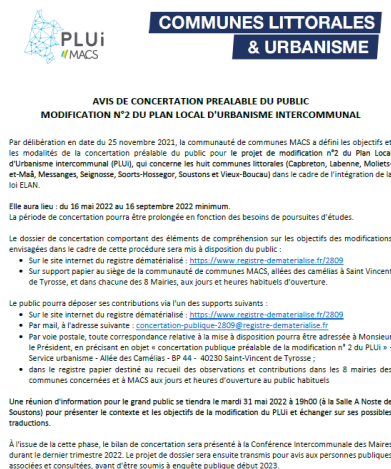 PLUi
MACS
COMMUNES LITTORALES
& URBANISME
AVIS DE CONCERTATION PREALABLE DU PUBLIC
MODIFICATION N°2 DU PLAN LOCAL D'URBANISME INTERCOMMUNAL
Par délibération en date du 25 novembre 2021, la communauté de communes MACS a défini les objectifs et
les modalités de la concertation préalable du public pour le projet de modification n°2 du Plan Local
d'Urbanisme intercommunal (PLUi), qui concerne les huit communes littorales (Capbreton, Labenne, Moliets-
et-Maâ, Messanges, Seignosse, Soorts-Hossegor, Soustons et Vieux-Boucau) dans le cadre de l'intégration de la
loi ELAN.
Elle aura lieu : du 16 mai 2022 au 16 septembre 2022 minimum.
La période de concertation pourra être prolongée en fonction des besoins de poursuites d'études.
Le dossier de concertation comportant des éléments de compréhension sur les objectifs des modifications
envisagées dans le cadre de cette procédure sera mis à disposition du public :
• Sur le site internet du registre dématérialisé : https://www.registre-dematerialise.fr/2809
• Sur support papier au siège de la communauté de communes MACS, allées des camélias à Saint Vincent
de Tyrosse, et dans chacune des 8 Mairies, aux jours et heures habituels d'ouverture.
Le public pourra déposer ses contributions via l'un des supports suivants :
• Sur le site internet du registre dématérialisé : https://www.registre-dematerialise.fr/2809
• Par mail, à l'adresse suivante : concertation-publique-2809@registre-dematerialise.fr
• Par voie postale, toute correspondance relative à la mise à disposition pourra être adressée à Monsieur
le Président, en précisant en objet « concertation publique préalable de la modification n° 2 du PLUi » -
Service urbanisme - Allée des Camélias - BP 44 - 40230 Saint-Vincent de Tyrosse ;
• dans le registre papier destiné au recueil des observations et contributions dans les 8 mairies des
communes concernées et à MACS aux jours et heures d'ouverture au public habituels
Une réunion d'information pour le grand public se tiendra le mardi 31 mai 2022 à 19h00 (à la Salle A Noste de
Soustons) pour présenter le contexte et les objectifs de la modification du PLUi et échanger sur ses possibles
traductions.
À l'issue de la cette phase, le bilan de concertation sera présenté à la Conférence Intercommunale des Maires
durant le dernier trimestre 2022. Le projet de dossier sera ensuite transmis pour avis aux personnes publiques
associées et consultées, avant d'être soumis à enquête publique début 2023.